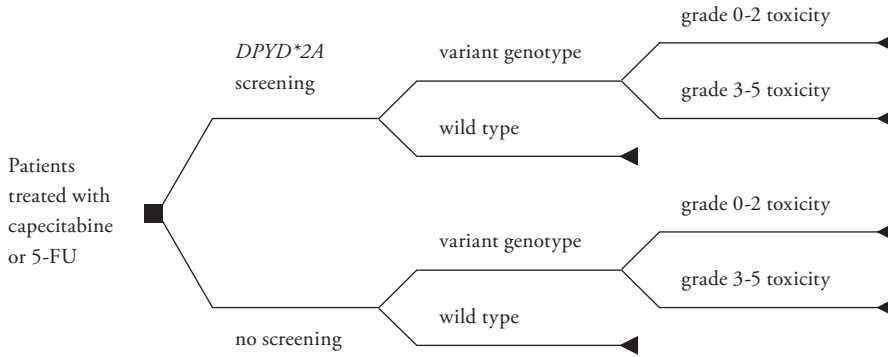 grade 0-2 toxicity
DPYD*2A
screening
variant genotype
grade 3-5 toxicity
wild type
Patients
treated with
capecitabine
or 5-FU
grade 0-2 toxicity
variant genotype
grade 3-5 toxicity
wild type
no screening